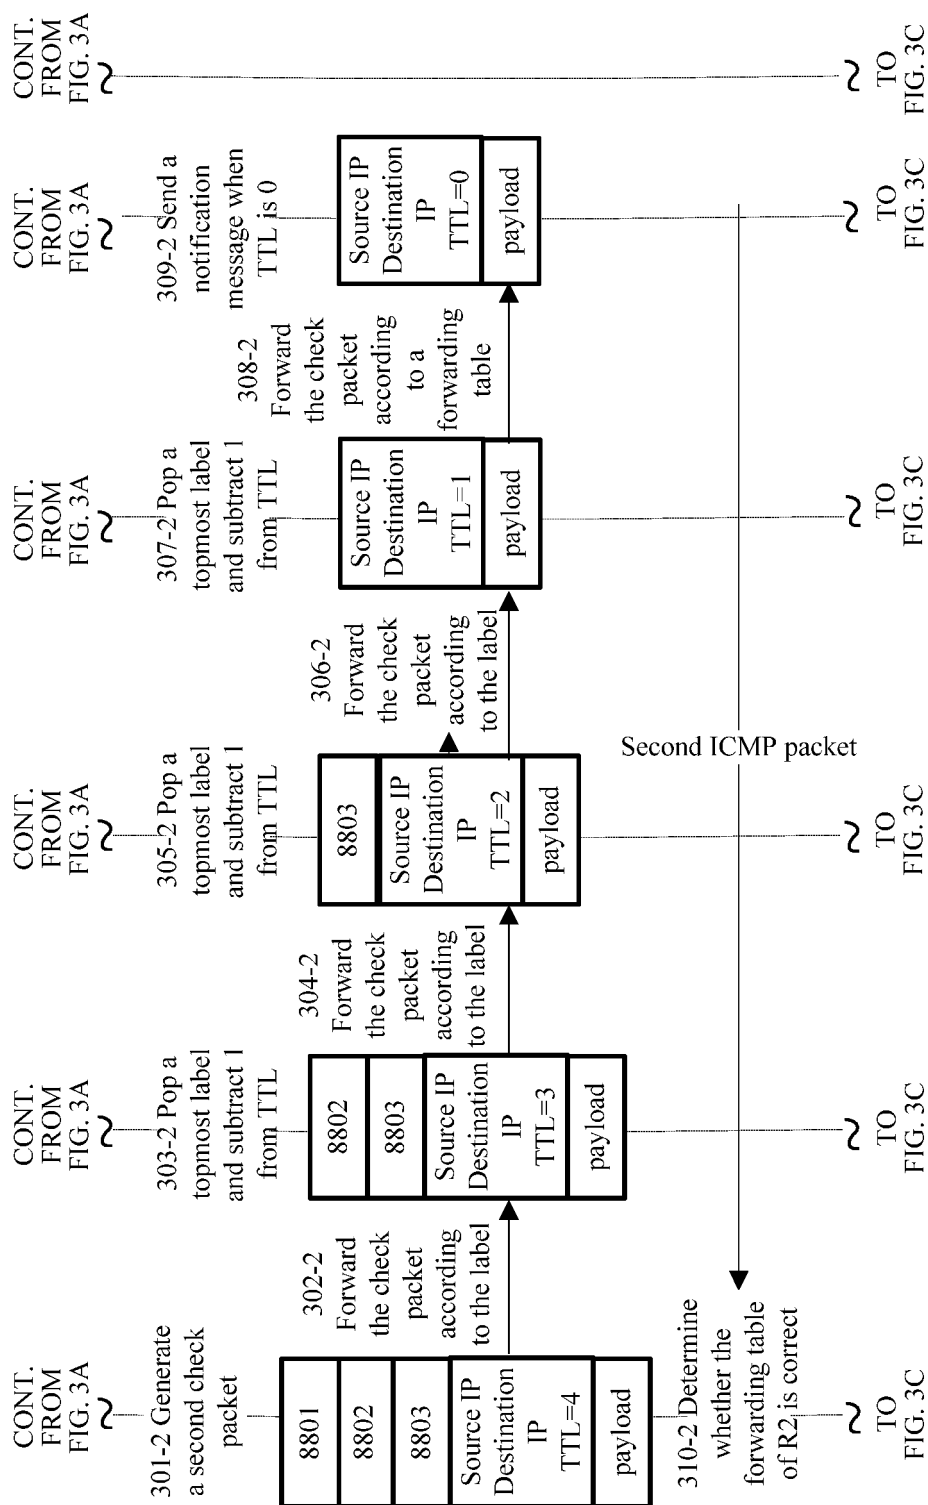 CONT.
FROM
FIG. 3A
CONT.
FROM
FIG. 3A
CONT.
FROM
FIG. 3A
CONT.
FROM
FIG. 3A
CONT.
FROM
FIG. 3A
CONT.
FROM
FIG. 3A
301-2 Generate
a second check
packet
8801
8802
8803
Source IP
Destination
IP
TTL=4
payload
302-2
Forward
the check
packet
according
to the label
303-2 Pop a
topmost label
and subtract 1
from TTL
8802
8803
Source IP
Destination
IP
TTL=3
payload
304-2
Forward
the check
packet
according
to the label
305-2 Pop a
topmost label
and subtract 1
from TTL
8803
Source IP
Destination
IP
TTL=2
payload
306-2
Forward
the check
packet
according
to the label
307-2 Pop a
topmost label
and subtract 1
from TTL
Source IP
Destination
IP
TTL=1
payload
308-2
Forward
the check
packet
according
to a
forwarding
table
309-2 Send a
notification
message when
TTL is 0
Source IP
Destination
IP
TTL=0
payload
Second ICMP packet
310-2 Determine
whether the
forwarding table
of R2 is correct
TO
FIG. 3C
TO
FIG. 3C
TO
FIG. 3C
TO
FIG. 3C
TO
FIG. 3C
TO
FIG. 3C